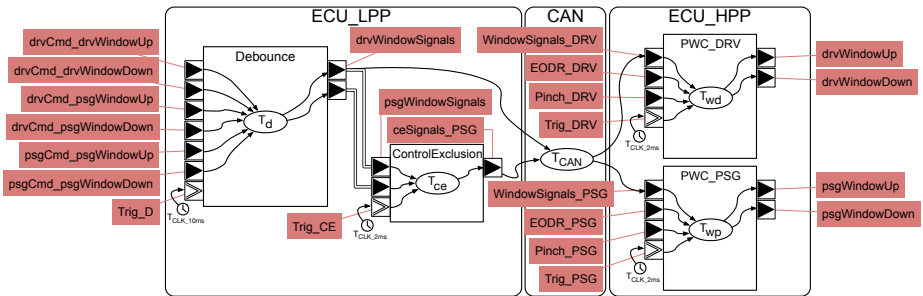 ECU_LPP
CAN
ECU_HPP
drvCmd_drvWindowUp
drvCmd_drvWindowDown
drvCmd_psgWindowUp
drvCmd_psgWindowDown
psgCmd_psgWindowUp
psgCmd_psgWindowDown
Trig_D
T_CLK_10ms
Debounce
T_d
drvWindowSignals
psgWindowSignals
ceSignals_PSG
ControlExclusion
T_ce
Trig_CE
T_CLK_2ms
T_CAN
WindowSignals_DRV
EODR_DRV
Pinch_DRV
Trig_DRV
T_CLK_2ms
PWC_DRV
T_wd
drvWindowUp
drvWindowDown
WindowSignals_PSG
EODR_PSG
Pinch_PSG
Trig_PSG
T_CLK_2ms
PWC_PSG
T_wp
psgWindowUp
psgWindowDown